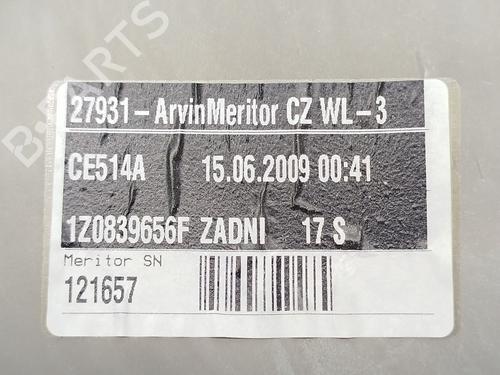 B-PARTS
27931-ArvinMeritor CZ WL-3
CE514A 15.06.2009 00:41
1Z0839656F ZADNI 17 S
Meritor SN
121657